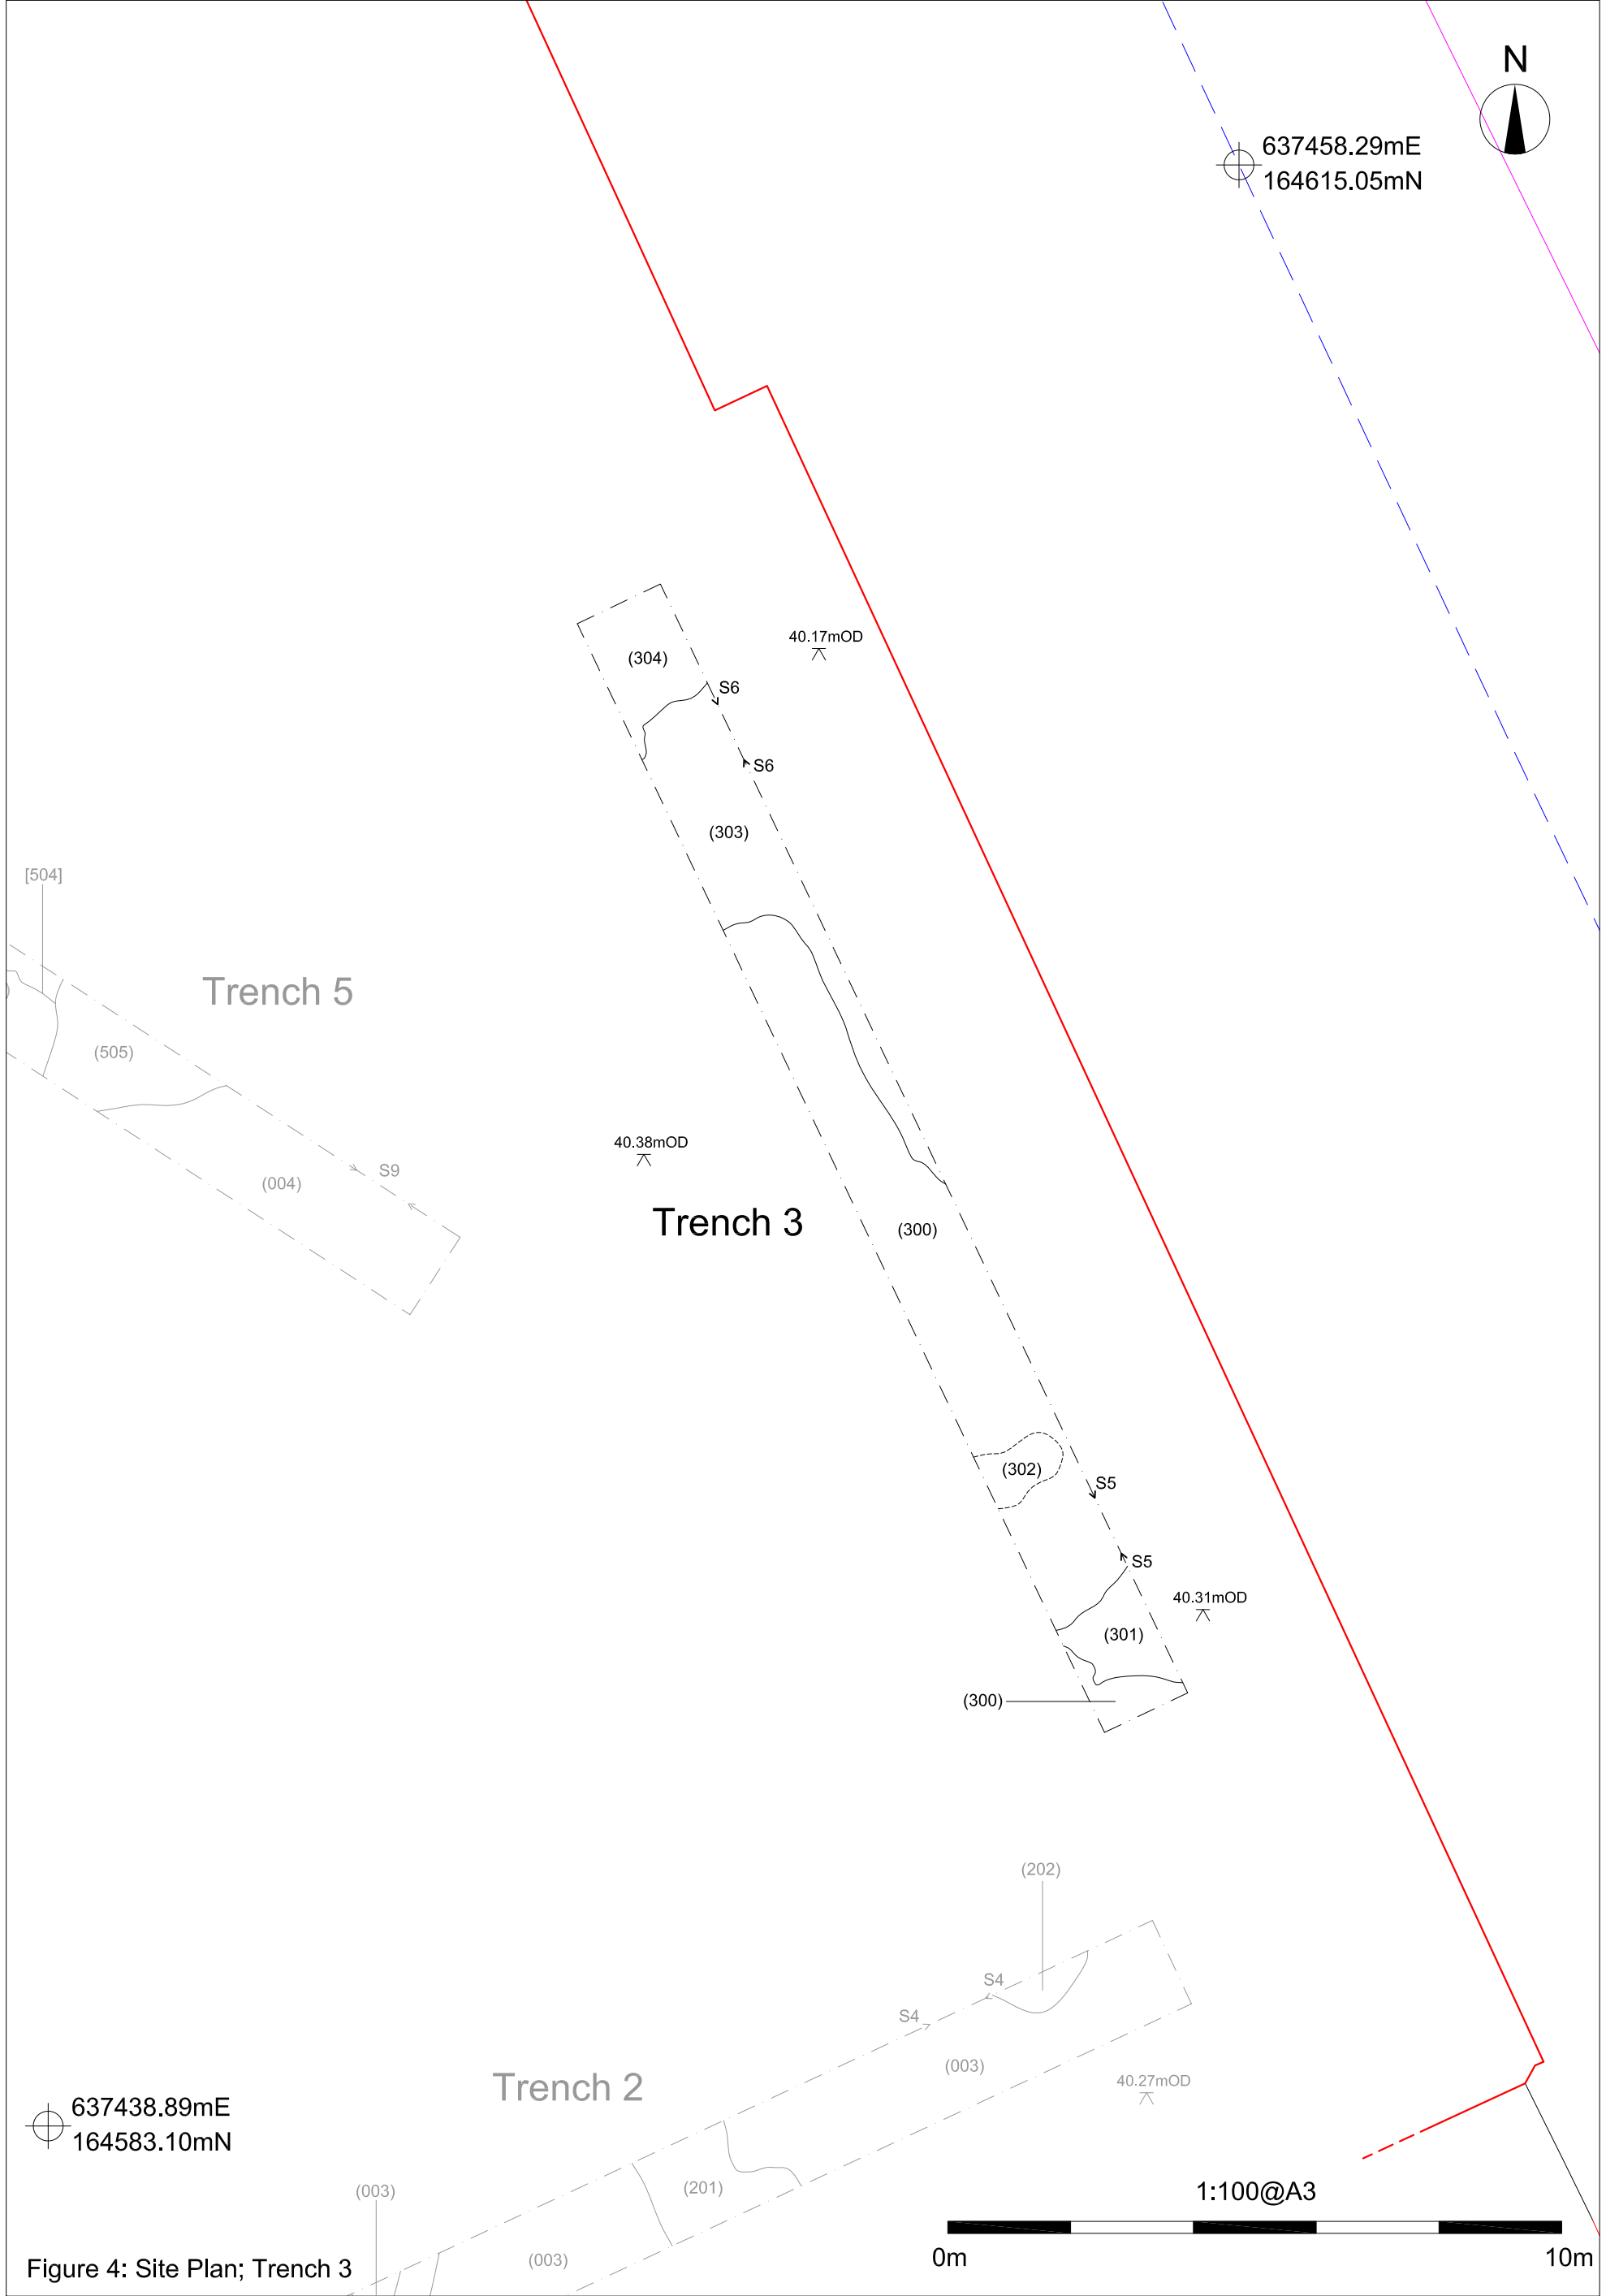 N
637458.29mE
164615.05mN
40.17mOD
(304)
S6
S6
(303)
[504]
Trench 5
(505)
40.38mOD
S9
(004)
Trench 3
(300)
(302)
S5
S5
40.31mOD
(301)
(300)
(202)
S4
S4
(003)
40.27mOD
Trench 2
637438.89mE
164583.10mN
(003)
(201)
1:100@A3
(003)
0m
10m
Figure 4: Site Plan; Trench 3